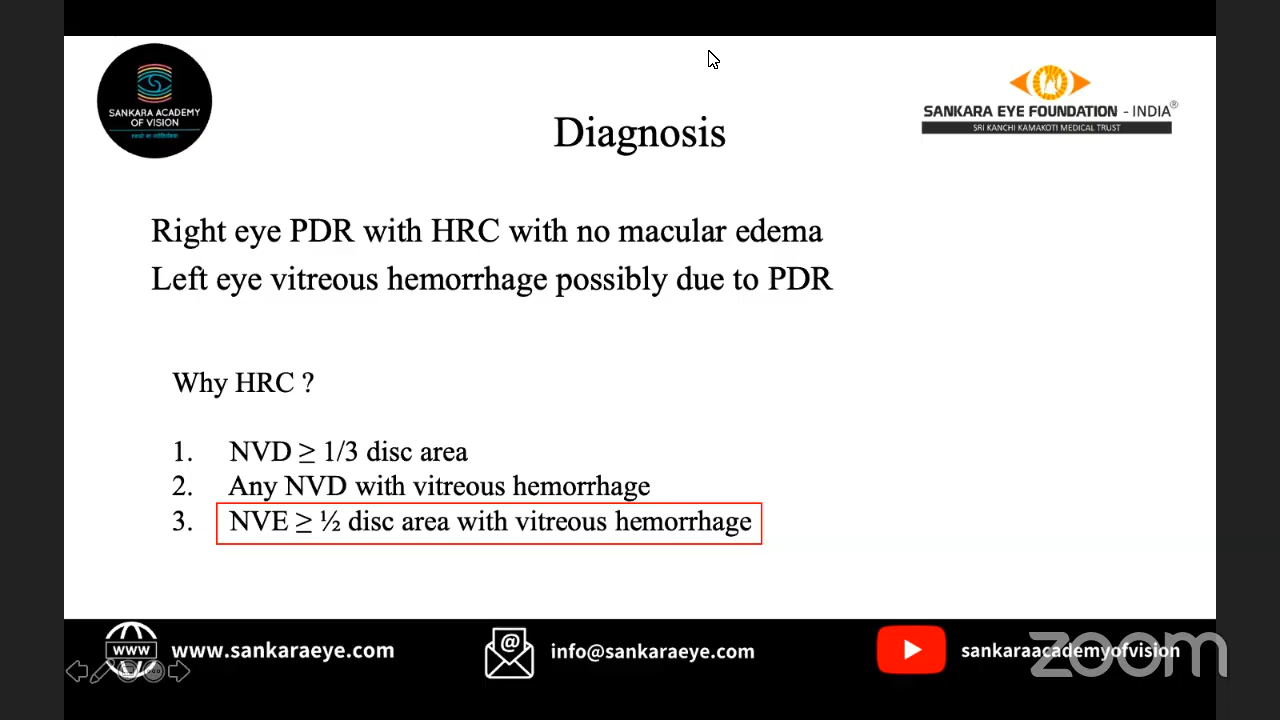 SANKARA ACADEMY
OF VISION
SANKARA EYE FOUNDATION - INDIA®
SRI KANCHI KAMAKOTI MEDICAL TRUST
Diagnosis
Right eye PDR with HRC with no macular edema
Left eye vitreous hemorrhage possibly due to PDR
Why HRC ?
1. NVD ≥ 1/3 disc area
2. Any NVD with vitreous hemorrhage
3. NVE ≥ ½ disc area with vitreous hemorrhage
www
www.sankaraeye.com
@
info@sankaraeye.com
sankaraacademyofvision
zoom